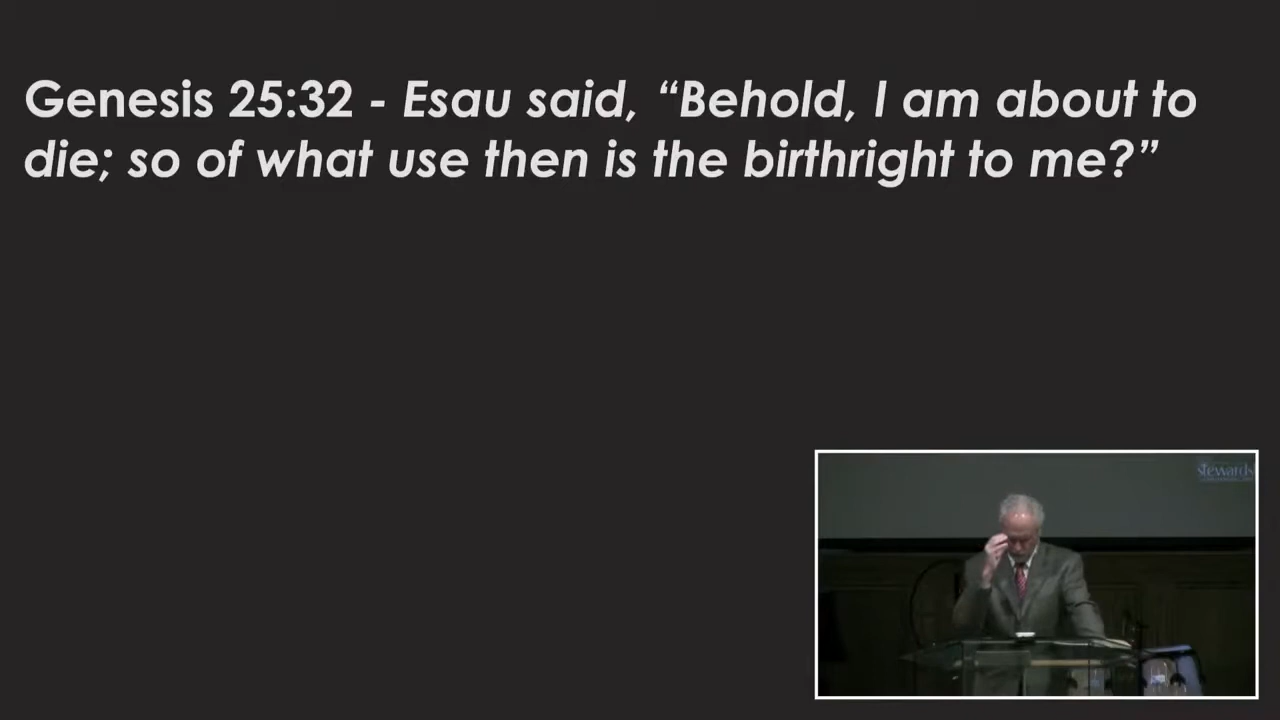 Genesis 25:32 - Esau said, “Behold, I am about to
die; so of what use then is the birthright to me?”
stewards